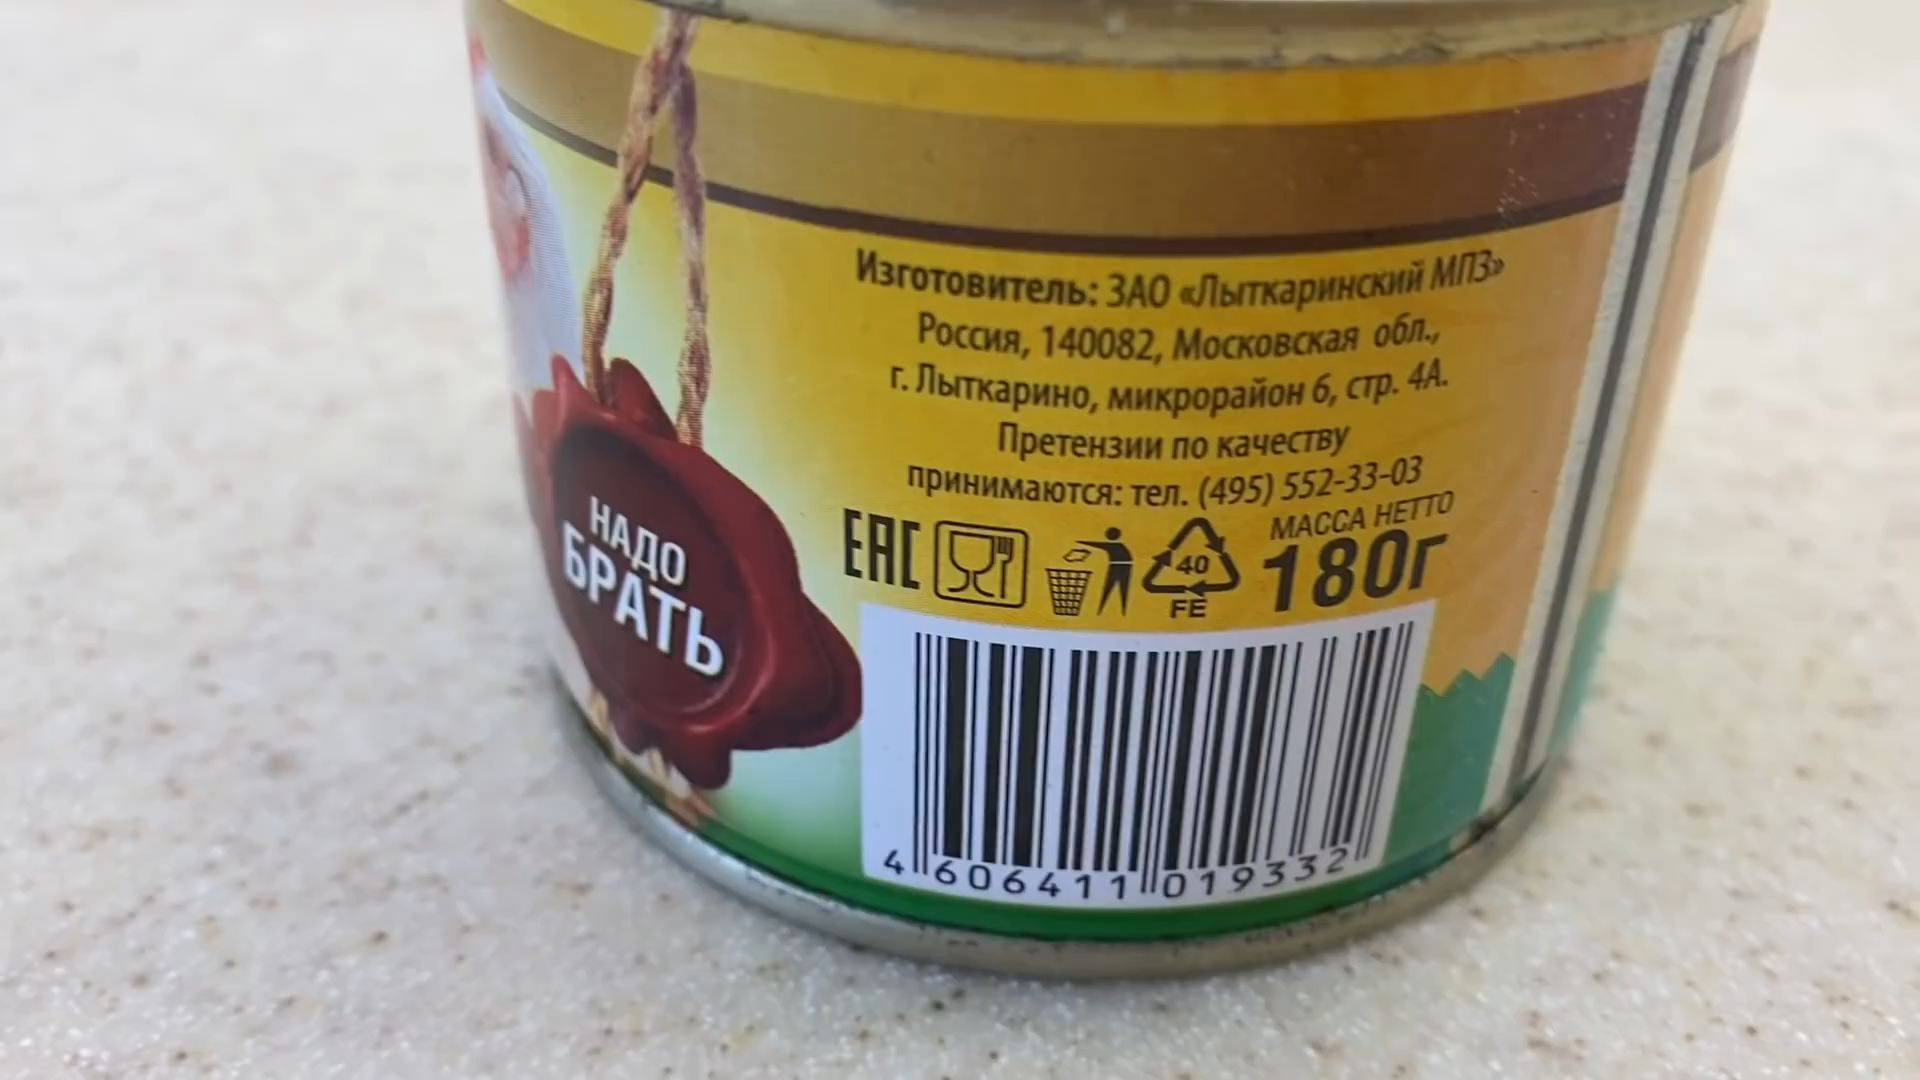 Изготовитель: ЗАО «Лыткаринский МПЗ»
Россия, 140082, Московская обл.,
г. Лыткарино, микрорайон 6, стр. 4А.
Претензии по качеству
принимаются: тел. (495) 552-33-03
ЕАС
40
FE
МАССА НЕТТО
180г
НАДО
БРАТЬ
4 606411 019332